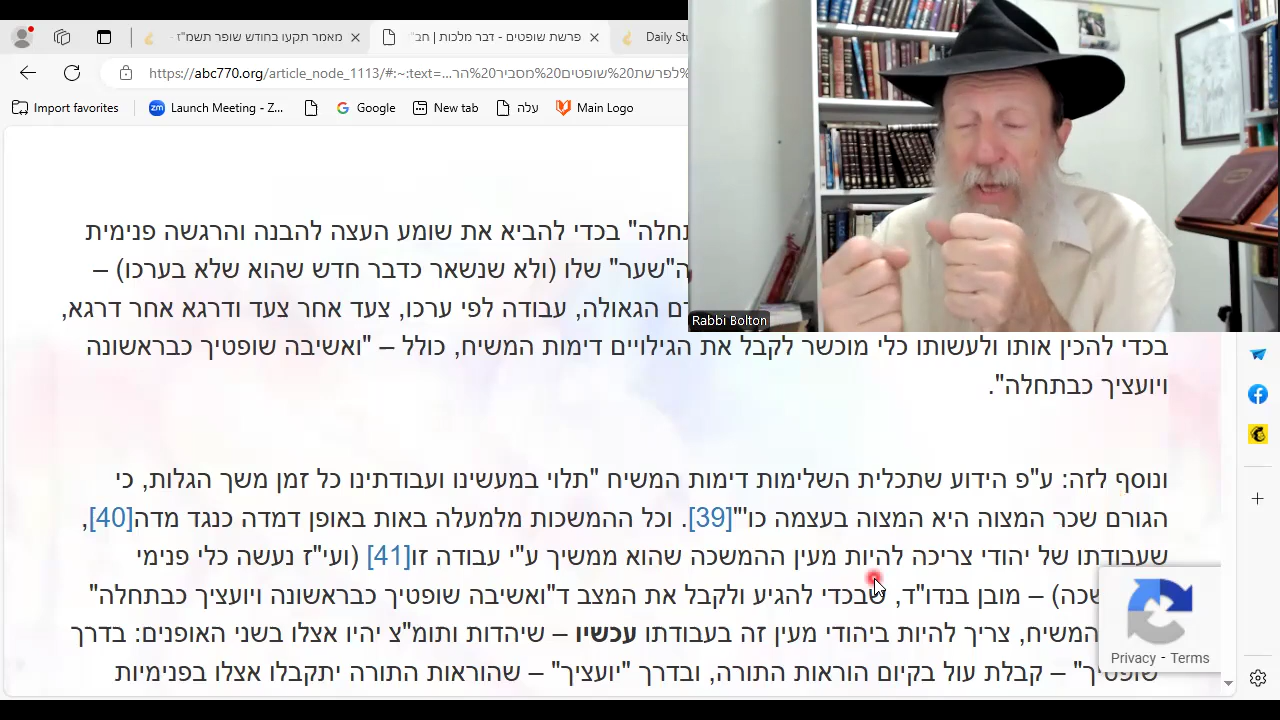 מאמר תקעו בחודש שופר תשמ"ז
פרשת שופטים - דבר מלכות | חב"
Daily Stu
https://abc770.org/article_node_1113/#:~:text=...לפרשת%20שופטים%20מסביר%20הר%
Import favorites
Launch Meeting - Z...
Google
New tab
עלה
Main Logo
Rabbi Bolton
תחלה" בכדי להביא את שומע העצה להבנה והרגשה פנימית
ה"שער" שלו (ולא שנשאר כדבר חדש שהוא שלא בערכו) –
ם הגאולה, עבודה לפי ערכו, צעד אחר צעד ודרגא אחר דרגא,
בכדי להכין אותו ולעשותו כלי מוכשר לקבל את הגילויים דימות המשיח, כולל – "ואשיבה שופטיך כבראשונה
ויועציך כבתחלה".
ונוסף לזה: ע"פ הידוע שתכלית השלימות דימות המשיח "תלוי במעשינו ועבודתינו כל זמן משך הגלות, כי
הגורם שכר המצוה היא המצוה בעצמה כו'"[39]. וכל ההמשכות מלמעלה באות באופן דמדה כנגד מדה[40],
שעבודתו של יהודי צריכה להיות מעין ההמשכה שהוא ממשיך ע"י עבודה זו[41] (ועי"ז נעשה כלי פנימי
שכה) – מובן בנדו"ד, שבכדי להגיע ולקבל את המצב ד"ואשיבה שופטיך כבראשונה ויועציך כבתחלה"
המשיח, צריך להיות ביהודי מעין זה בעבודתו עכשיו – שיהדות ותומ"צ יהיו אצלו בשני האופנים: בדרך
שופטיך" – קבלת עול בקיום הוראות התורה, ובדרך "יועציך" – שהוראות התורה יתקבלו אצלו בפנימיות
Privacy - Terms